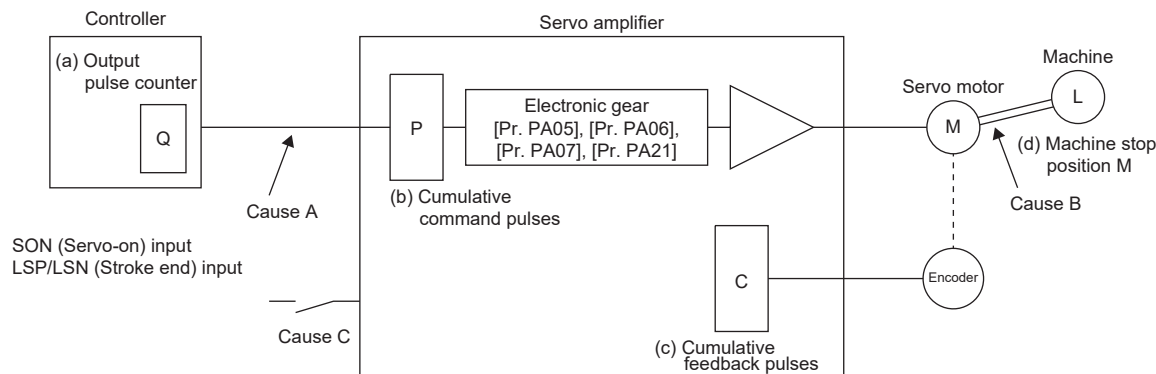 Controller
(a) Output
pulse counter
Q
Cause A
SON (Servo-on) input
LSP/LSN (Stroke end) input
Cause C
Servo amplifier
P
Electronic gear
[Pr. PA05], [Pr. PA06],
[Pr. PA07], [Pr. PA21]
(b) Cumulative
command pulses
C
(c) Cumulative
feedback pulses
Servo motor
M
Machine
L
(d) Machine stop
position M
Cause B
Encoder